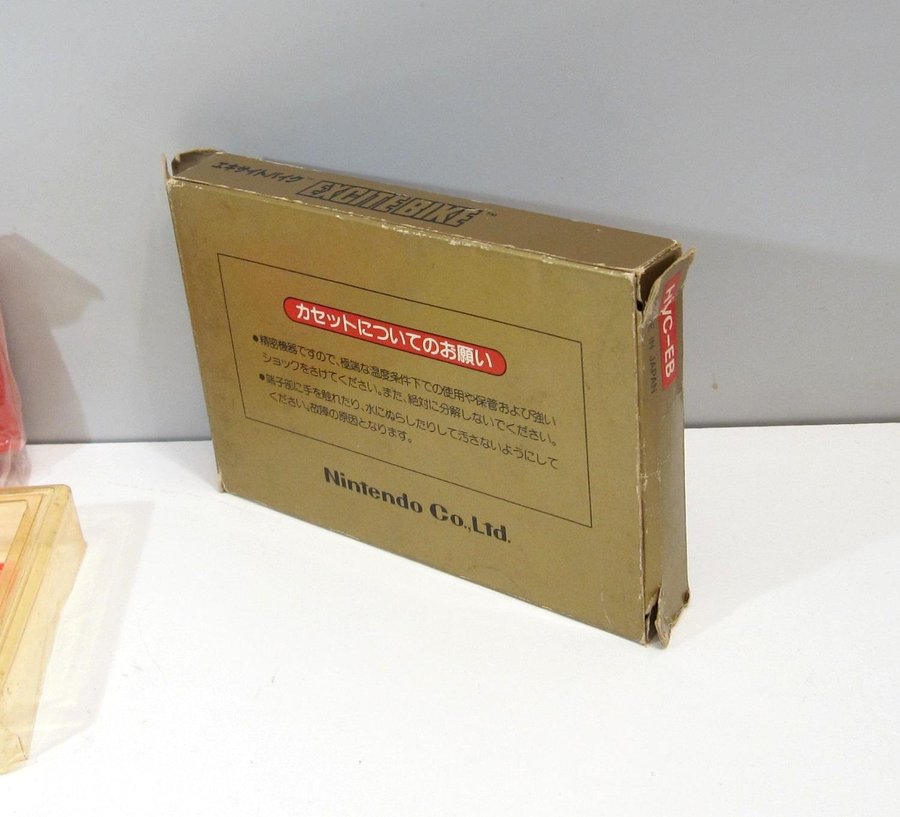 エキサイトバイク™ EXCITEBIKE™
カセットについてのお願い
●精密機器ですので、極端な温度条件下での使用や保管および強い
ショックをさけてください。また、絶対に分解しないでください。
●端子部に手を触れたり、水にぬらしたりして汚さないようにして
ください。故障の原因となります。
Nintendo Co.,Ltd.
HVC-EB
IN JAPAN